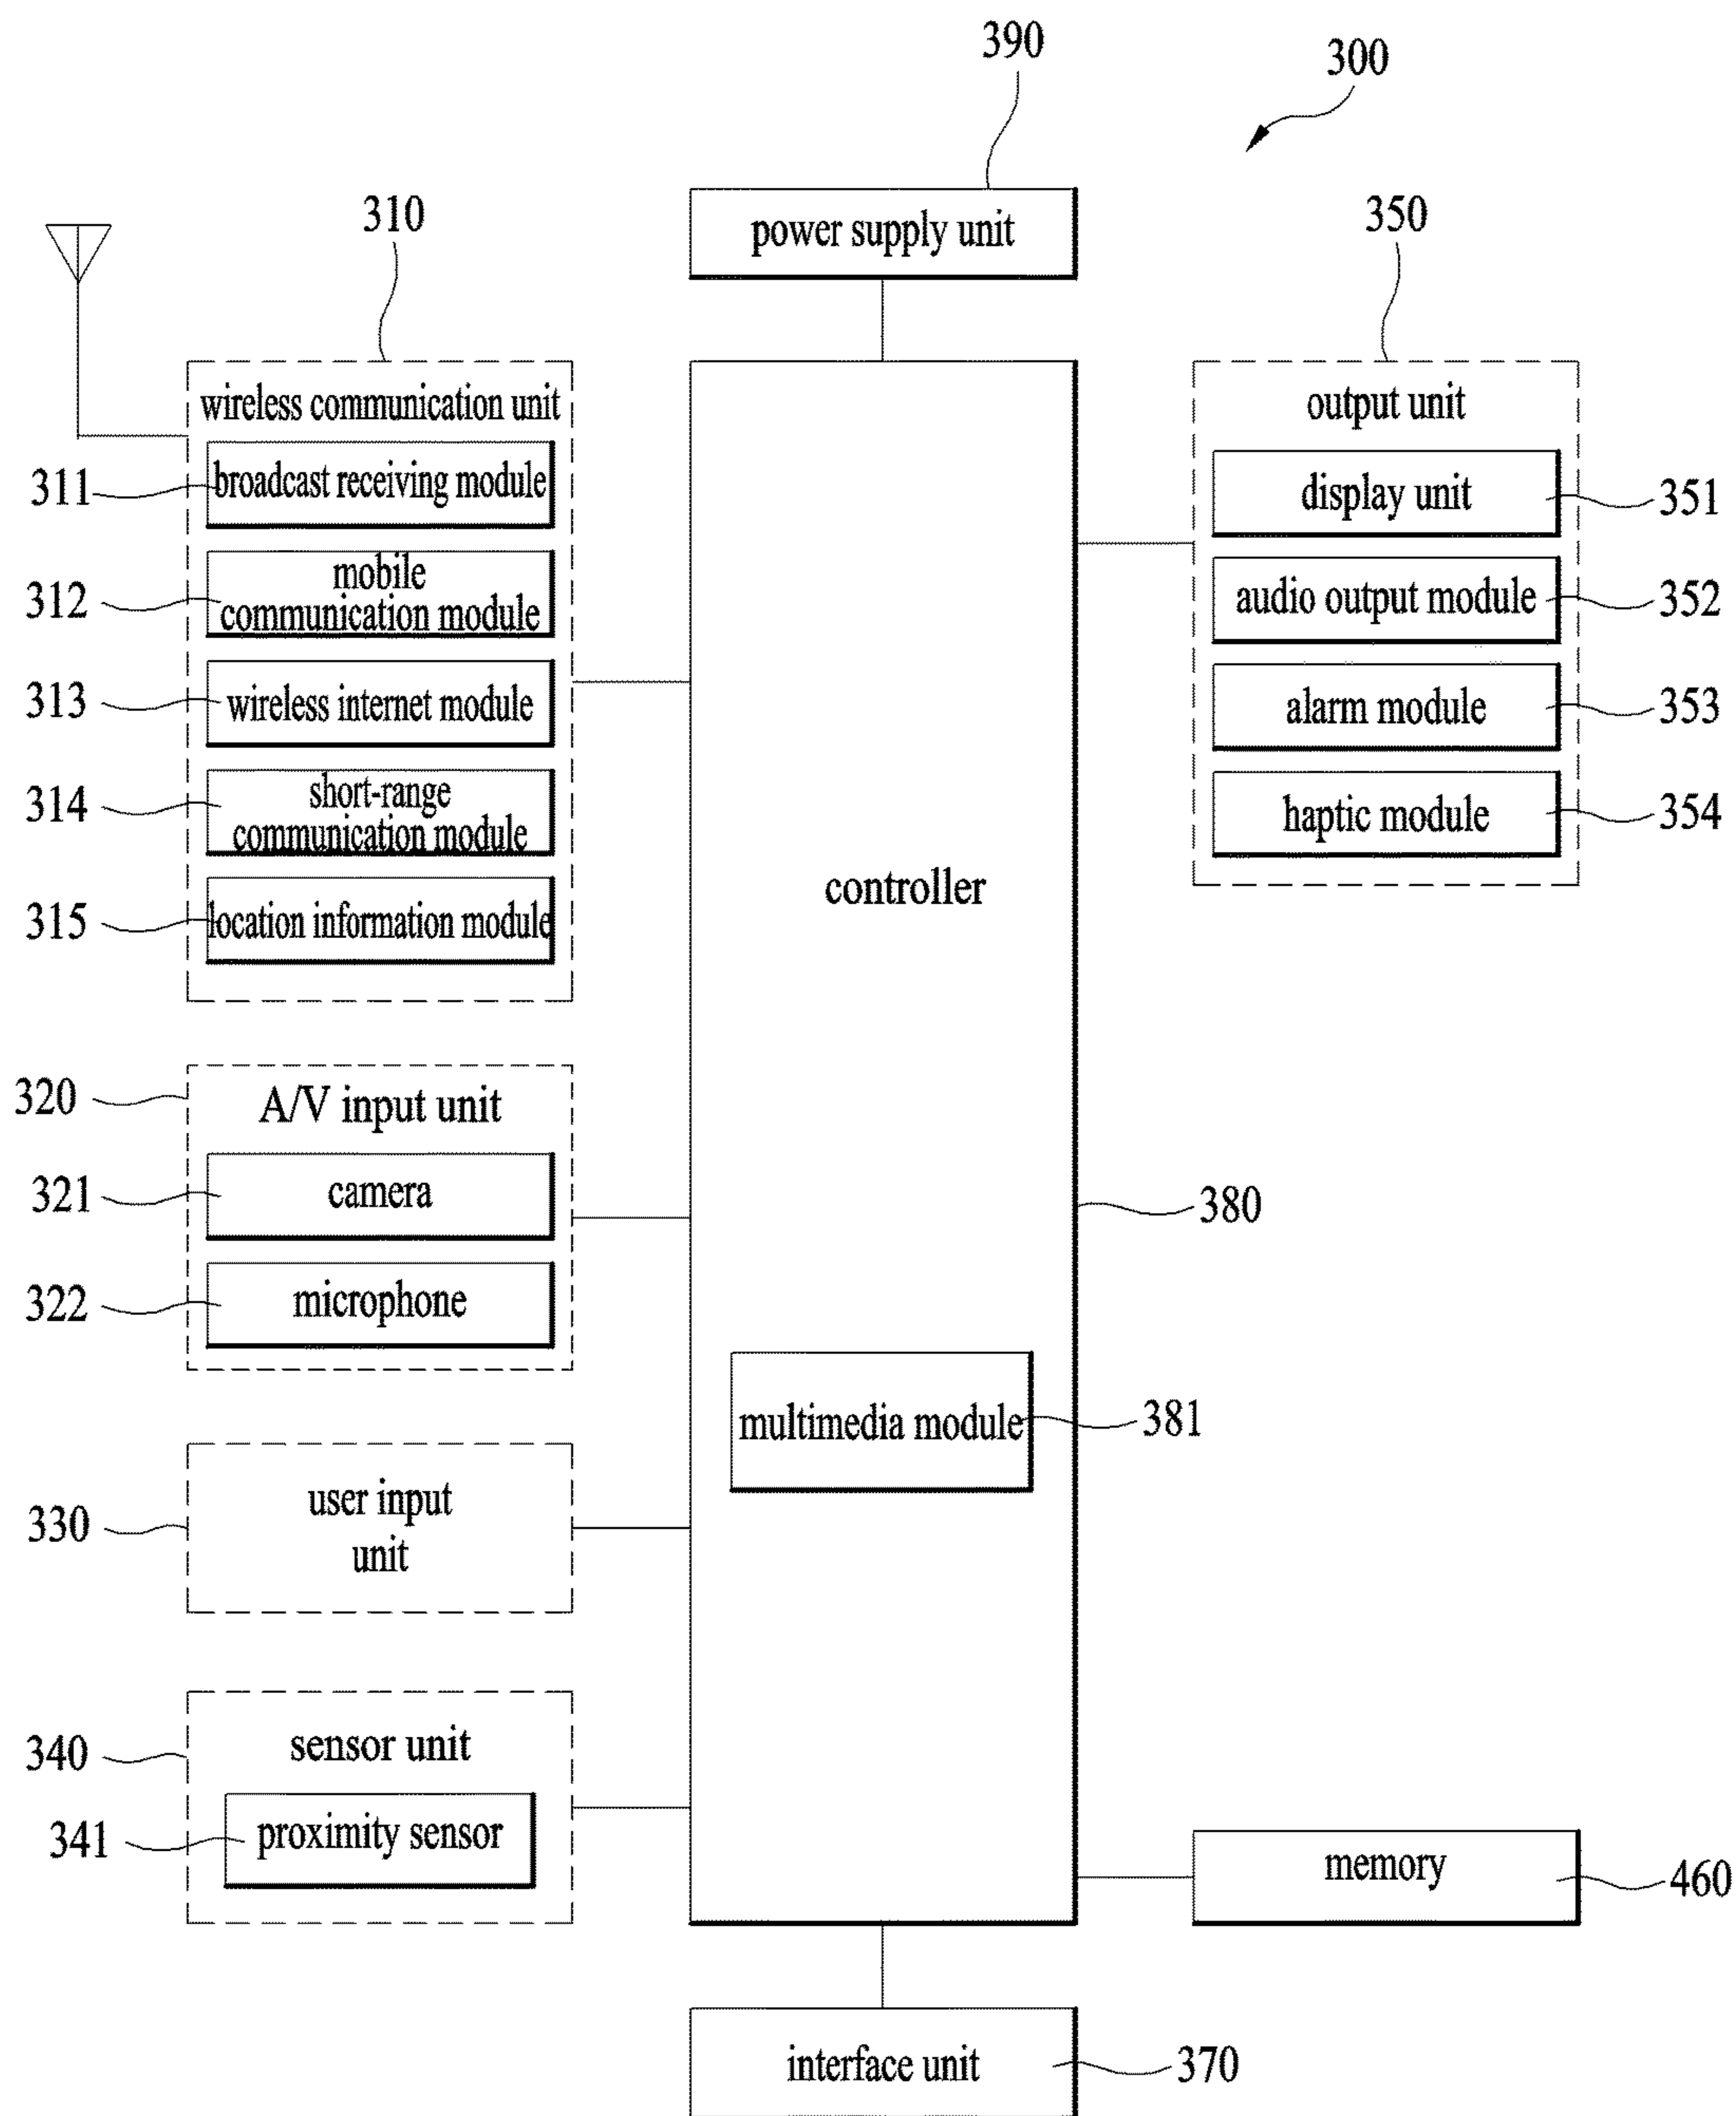 390
300
power supply unit
310
350
wireless communication unit
311
broadcast receiving module
312
mobile
communication module
313
wireless internet module
314
short-range
communication module
315
location information module
output unit
display unit
351
audio output module
352
alarm module
353
haptic module
354
controller
380
multimedia module
381
320
A/V input unit
321
camera
322
microphone
330
user input
unit
340
sensor unit
341
proximity sensor
memory
460
interface unit
370